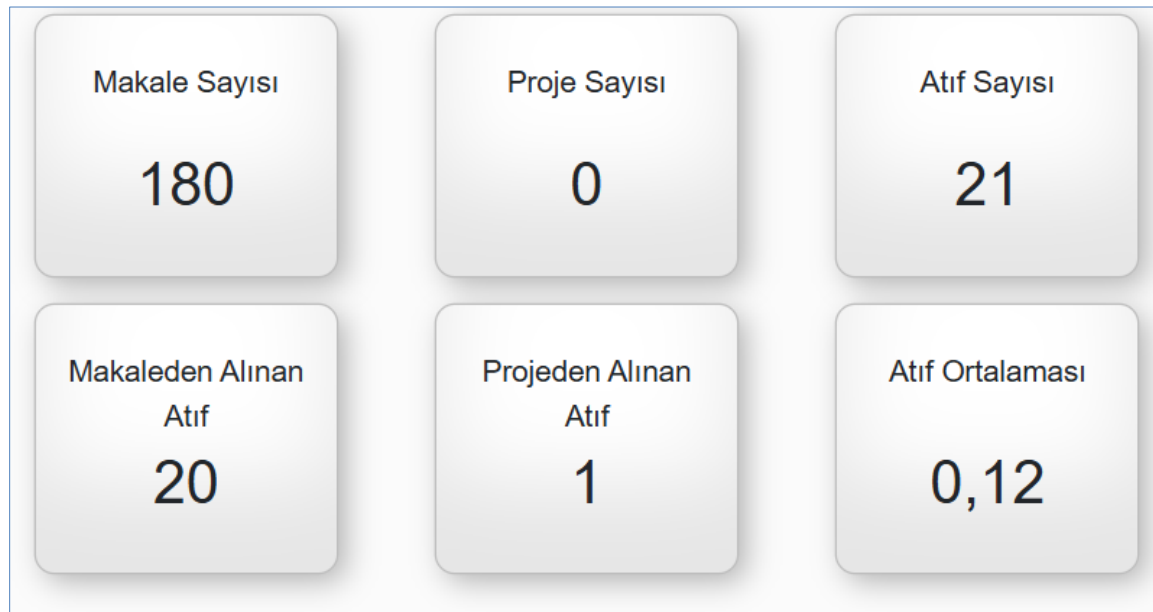 Makale Sayısı
180
Proje Sayısı
0
Atıf Sayısı
21
Makaleden Alınan
Atıf
20
Projeden Alınan
Atıf
1
Atıf Ortalaması
0,12